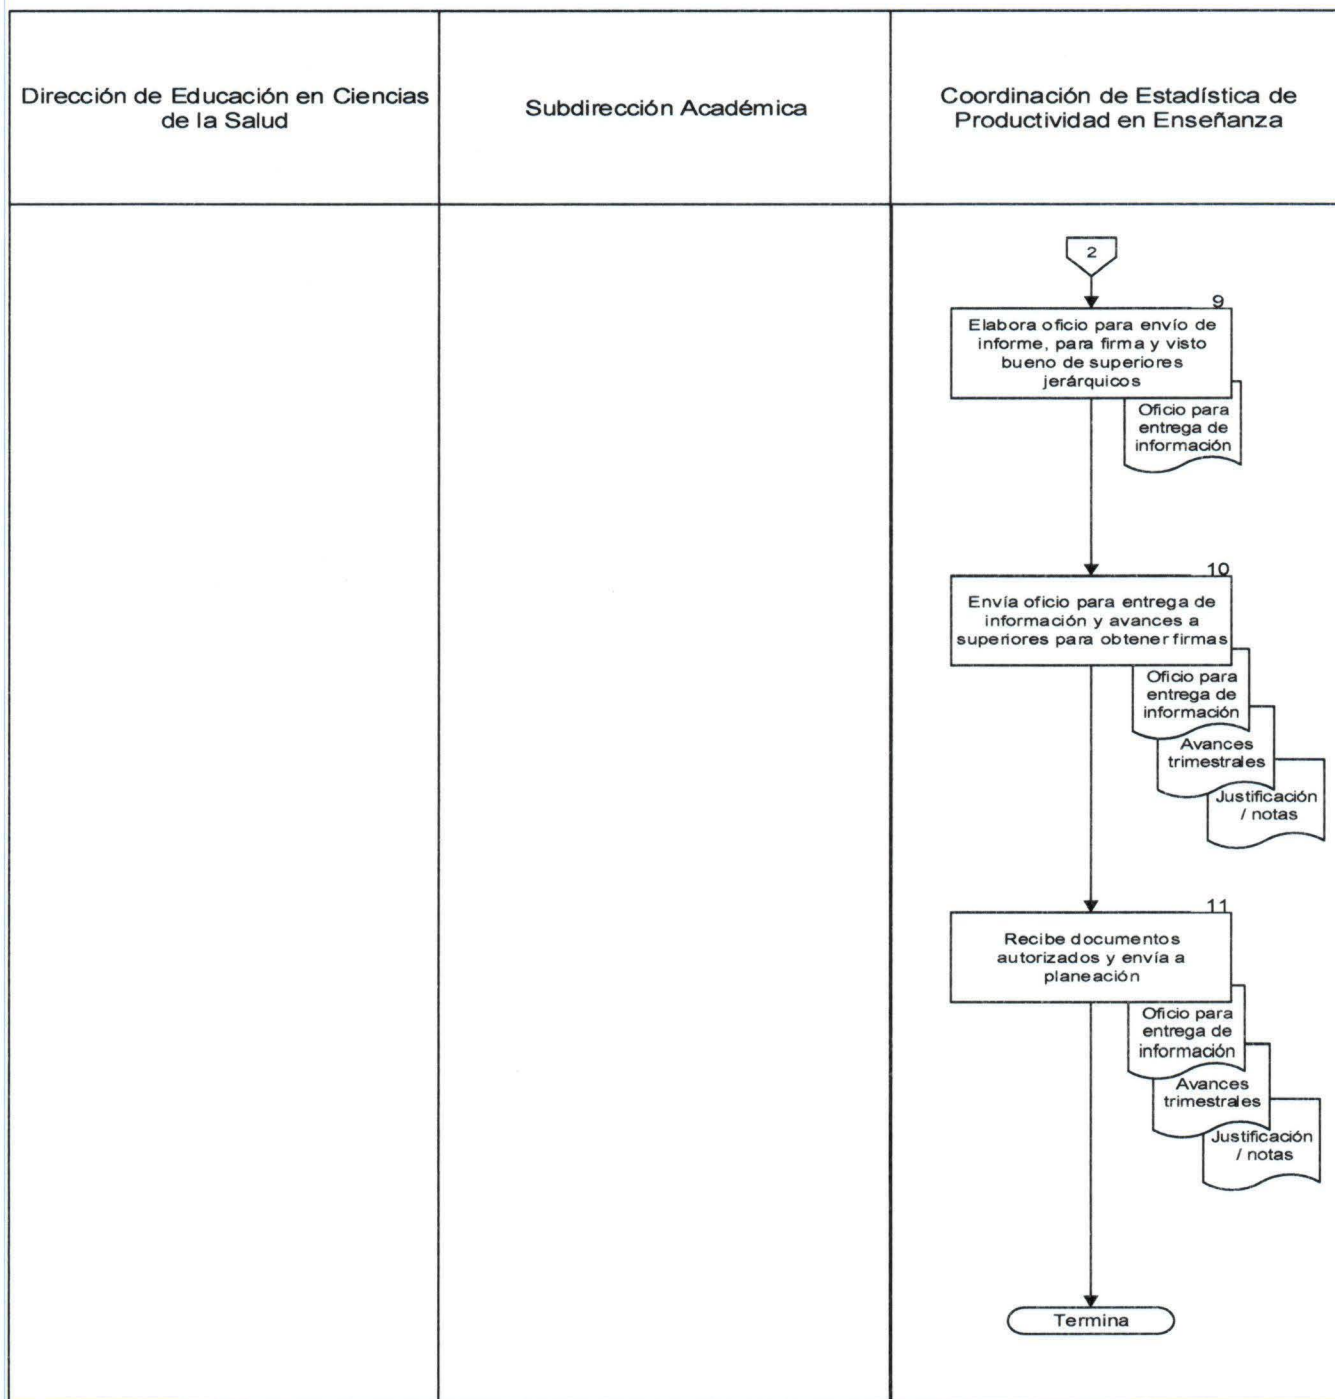 Dirección de Educación en Ciencias
de la Salud
Subdirección Académica
Coordinación de Estadística de
Productividad en Enseñanza
2
9
Elabora oficio para envío de
informe, para firma y visto
bueno de superiores
jerárquicos
Oficio para
entrega de
información
10
Envía oficio para entrega de
información y avances a
superiores para obtener firmas
Oficio para
entrega de
información
Avances
trimestrales
Justificación
/ notas
11
Recibe documentos
autorizados y envía a
planeación
Oficio para
entrega de
información
Avances
trimestrales
Justificación
/ notas
Termina